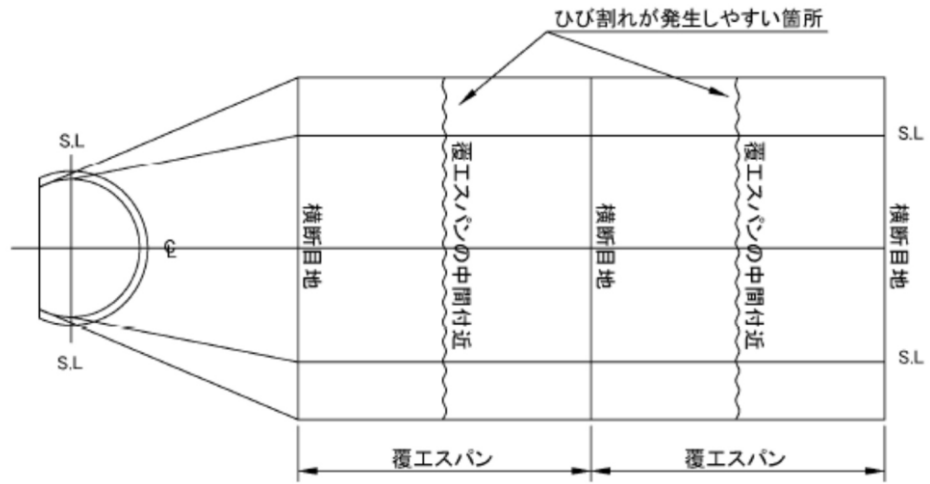 ひび割れが発生しやすい箇所
S.L
S.L
横断目地
覆工スパンの中間付近
横断目地
覆工スパンの中間付近
横断目地
℄
S.L
S.L
覆工スパン
覆工スパン